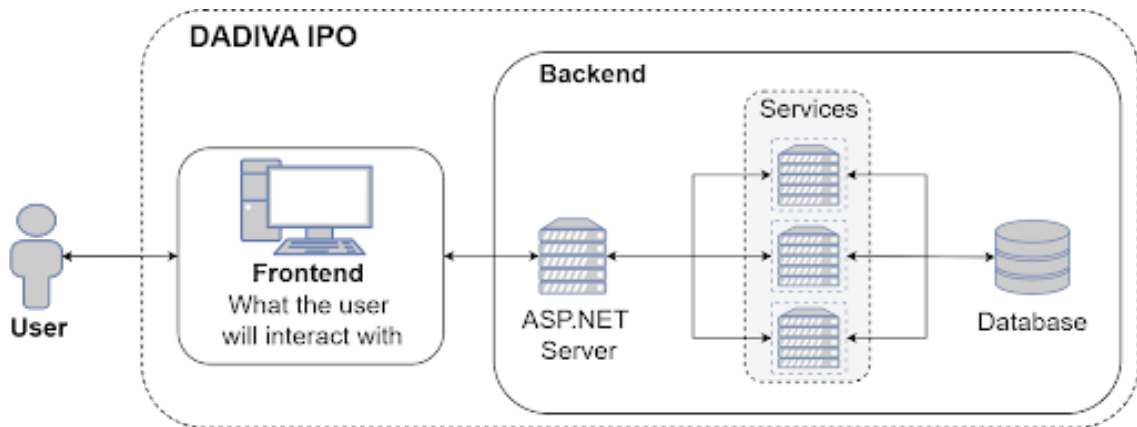 DADIVA IPO
Backend
Services
Frontend
What the user
will interact with
User
ASP.NET
Server
Database